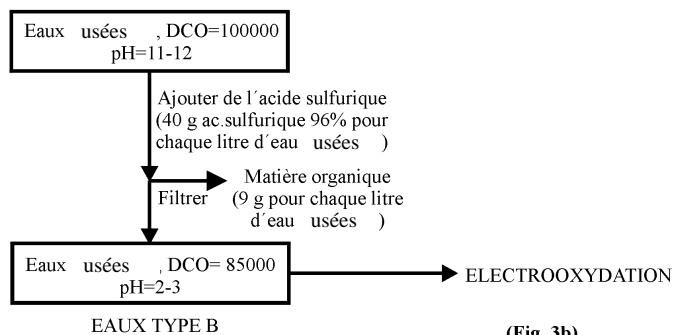 Eaux usées , DCO=100000
pH=11-12
Ajouter de l´acide sulfurique
(40 g ac.sulfurique 96% pour
chaque litre d´eau usées )
Filtrer
Matière organique
(9 g pour chaque litre
d´eau usées )
Eaux usées , DCO= 85000
pH=2-3
ELECTROOXYDATION
EAUX TYPE B
(Fig. 3b)